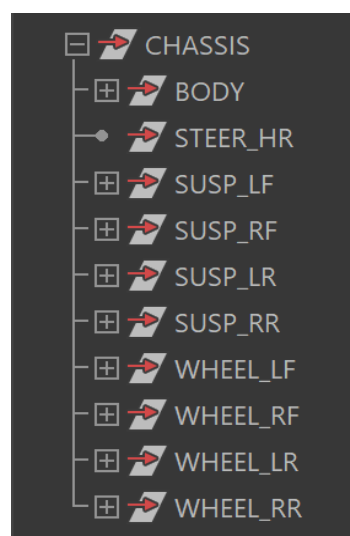 CHASSIS
BODY
STEER_HR
SUSP_LF
SUSP_RF
SUSP_LR
SUSP_RR
WHEEL_LF
WHEEL_RF
WHEEL_LR
WHEEL_RR